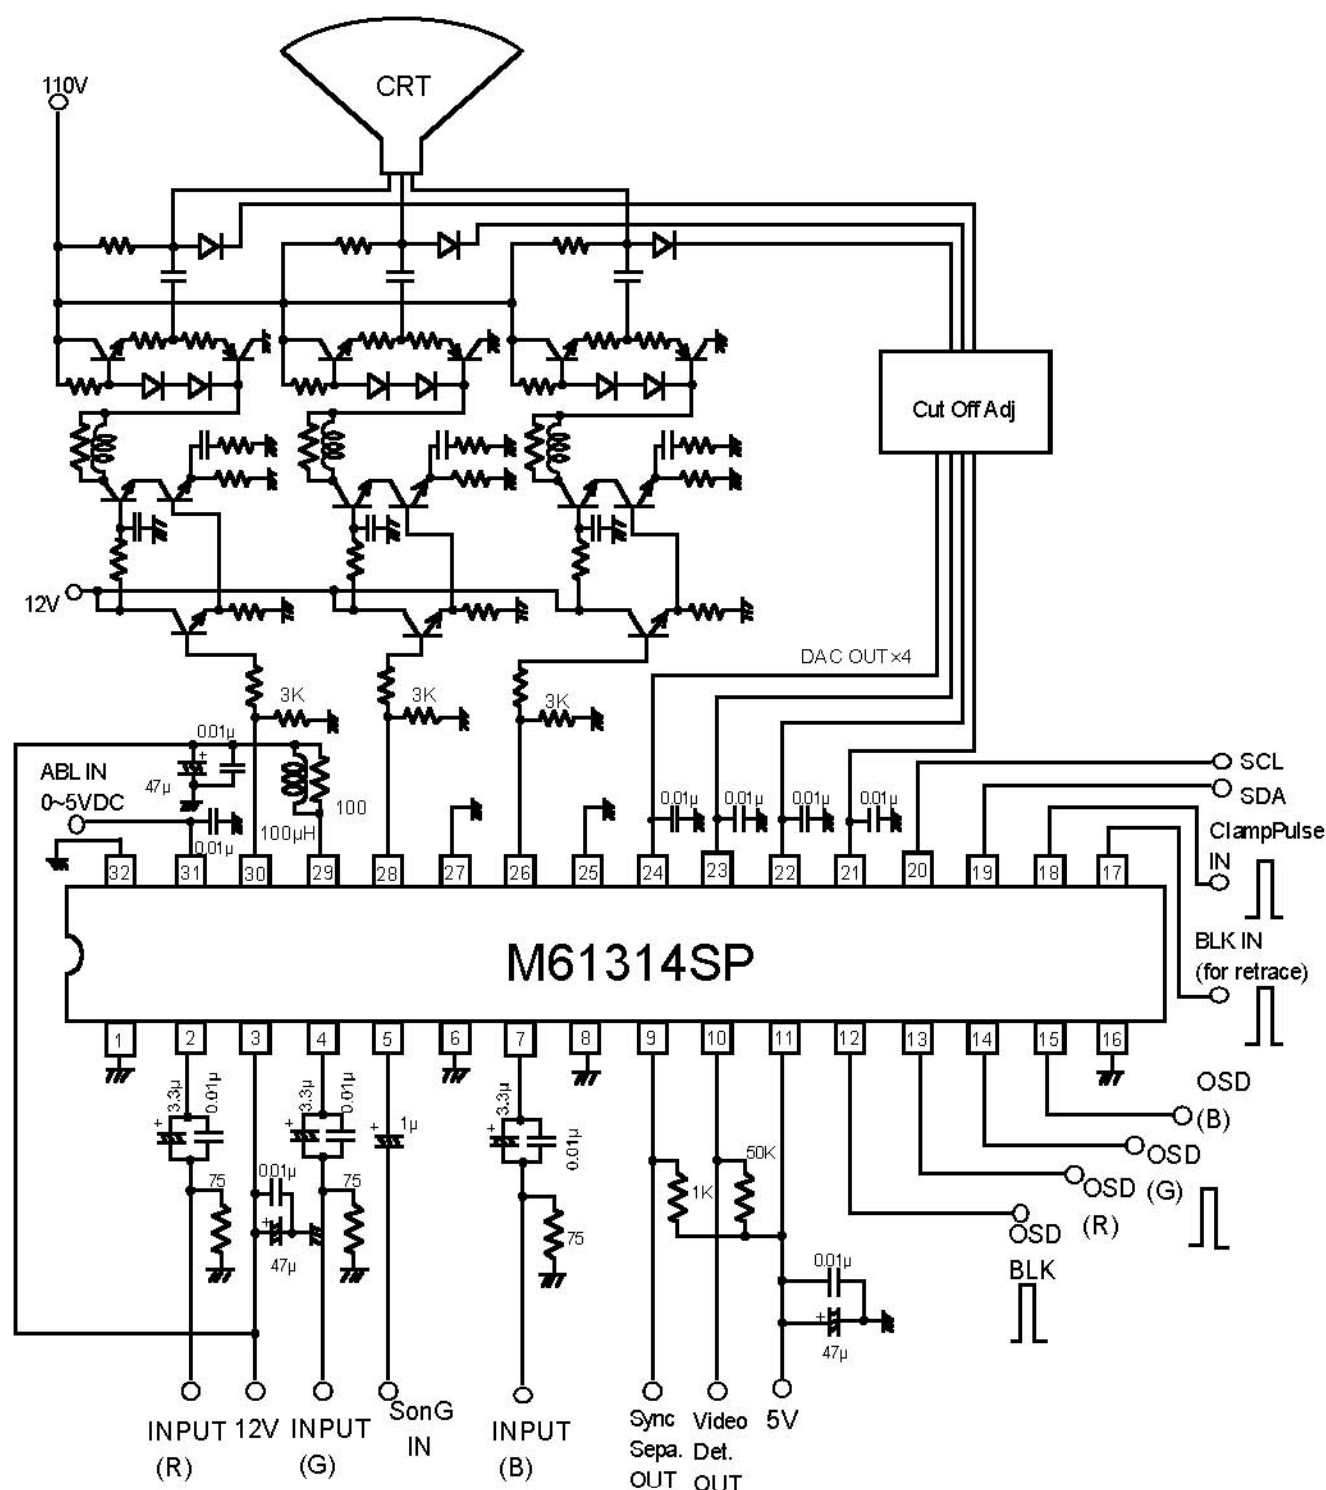 110V
CRT
Cut Off Adj
12V
DAC OUT ×4
3K
3K
3K
0.01μ
47μ
ABL IN
0~5VDC
0.01μ
100μH
100
0.01μ
0.01μ
0.01μ
0.01μ
SCL
SDA
ClampPulse
IN
BLK IN
(for retrace)
32
31
30
29
28
27
26
25
24
23
22
21
20
19
18
17
M61314SP
1
2
3
4
5
6
7
8
9
10
11
12
13
14
15
16
3.3μ
0.01μ
+
75
0.01μ
+
47μ
3.3μ
0.01μ
+
75
+
1μ
3.3μ
+
0.01μ
75
1K
50K
0.01μ
+
47μ
OSD
(B)
OSD
(G)
OSD
(R)
OSD
BLK
INPUT
(R)
12V
INPUT
(G)
SonG
IN
INPUT
(B)
Sync
Sepa.
OUT
Video
Det.
OUT
5V